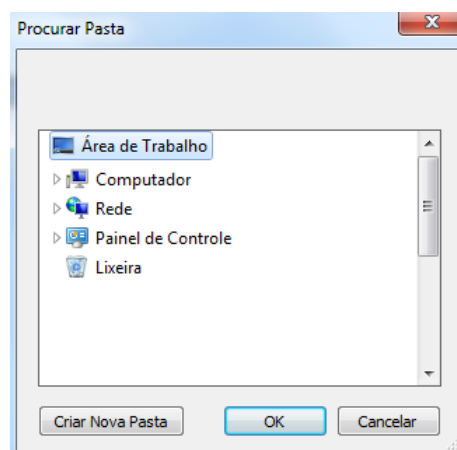 Procurar Pasta
Área de Trabalho
Computador
Rede
Painel de Controle
Lixeira
Criar Nova Pasta OK Cancelar